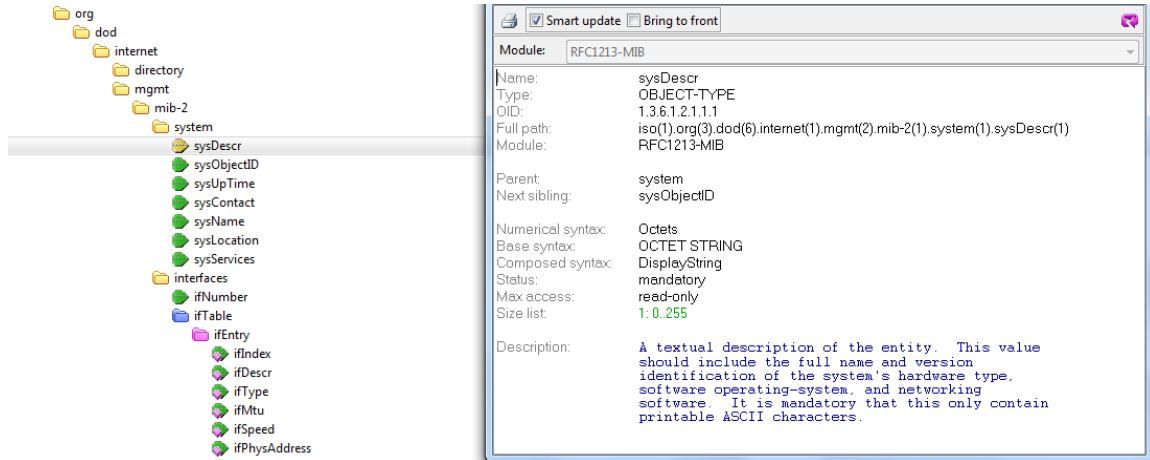 org
dod
internet
directory
mgmt
mib-2
system
sysDescr
sysObjectID
sysUpTime
sysContact
sysName
sysLocation
sysServices
interfaces
ifNumber
ifTable
ifEntry
ifIndex
ifDescr
ifType
ifMtu
ifSpeed
ifPhysAddress
Smart update Bring to front
Module: RFC1213-MIB
Name: sysDescr
Type: OBJECT-TYPE
OID: 1.3.6.1.2.1.1.1
Full path: iso(1).org(3).dod(6).internet(1).mgmt(2).mib-2(1).system(1).sysDescr(1)
Module: RFC1213-MIB
Parent: system
Next sibling: sysObjectID
Numerical syntax: Octets
Base syntax: OCTET STRING
Composed syntax: DisplayString
Status: mandatory
Max access: read-only
Size list: 1: 0..255
Description: A textual description of the entity. This value
should include the full name and version
identification of the system's hardware type,
software operating-system, and networking
software. It is mandatory that this only contain
printable ASCII characters.